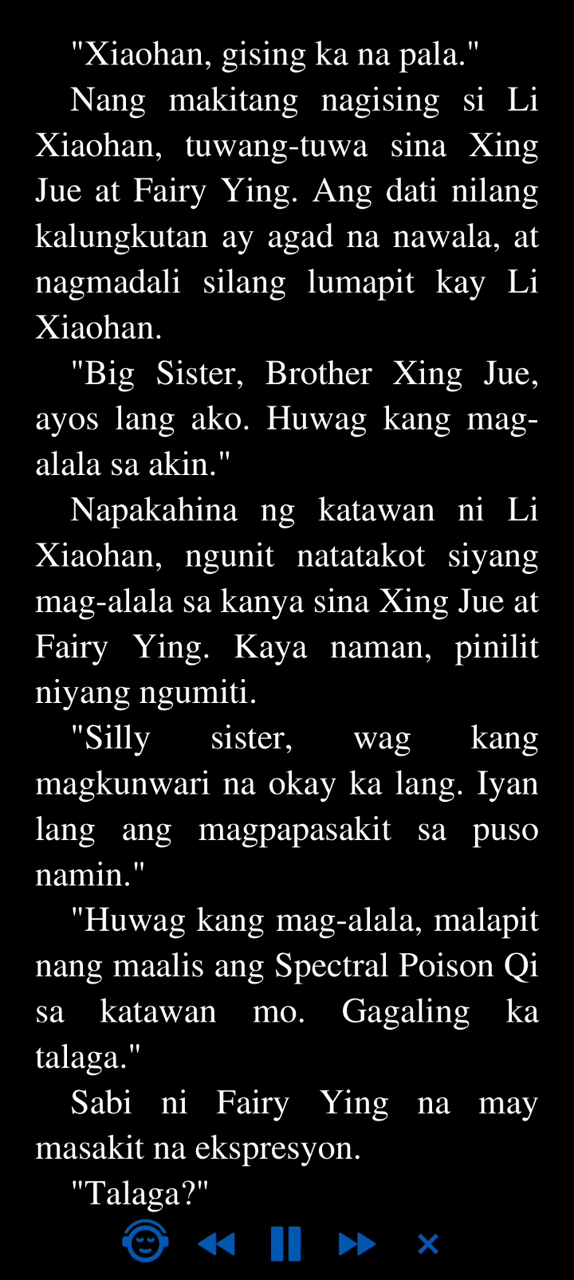 "Xiaohan, gising ka na pala."
Nang makitang nagising si Li
Xiaohan, tuwang-tuwa sina Xing
Jue at Fairy Ying. Ang dati nilang
kalungkutan ay agad na nawala, at
nagmadali silang lumapit kay Li
Xiaohan.
"Big Sister, Brother Xing Jue,
ayos lang ako. Huwag kang mag-
alala sa akin."
Napakahina ng katawan ni Li
Xiaohan, ngunit natatakot siyang
mag-alala sa kanya sina Xing Jue at
Fairy Ying. Kaya naman, pinilit
niyang ngumiti.
"Silly sister, wag kang
magkunwari na okay ka lang. Iyan
lang ang magpapasakit sa puso
namin."
"Huwag kang mag-alala, malapit
nang maalis ang Spectral Poison Qi
sa katawan mo. Gagaling ka
talaga."
Sabi ni Fairy Ying na may
masakit na ekspresyon.
"Talaga?"